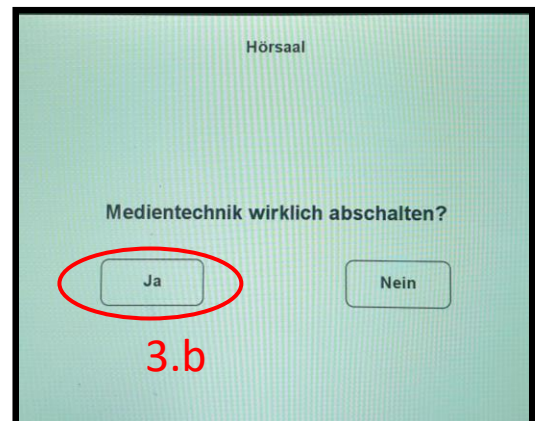 Hörsaal
Medientechnik wirklich abschalten?
Ja
Nein
3.b